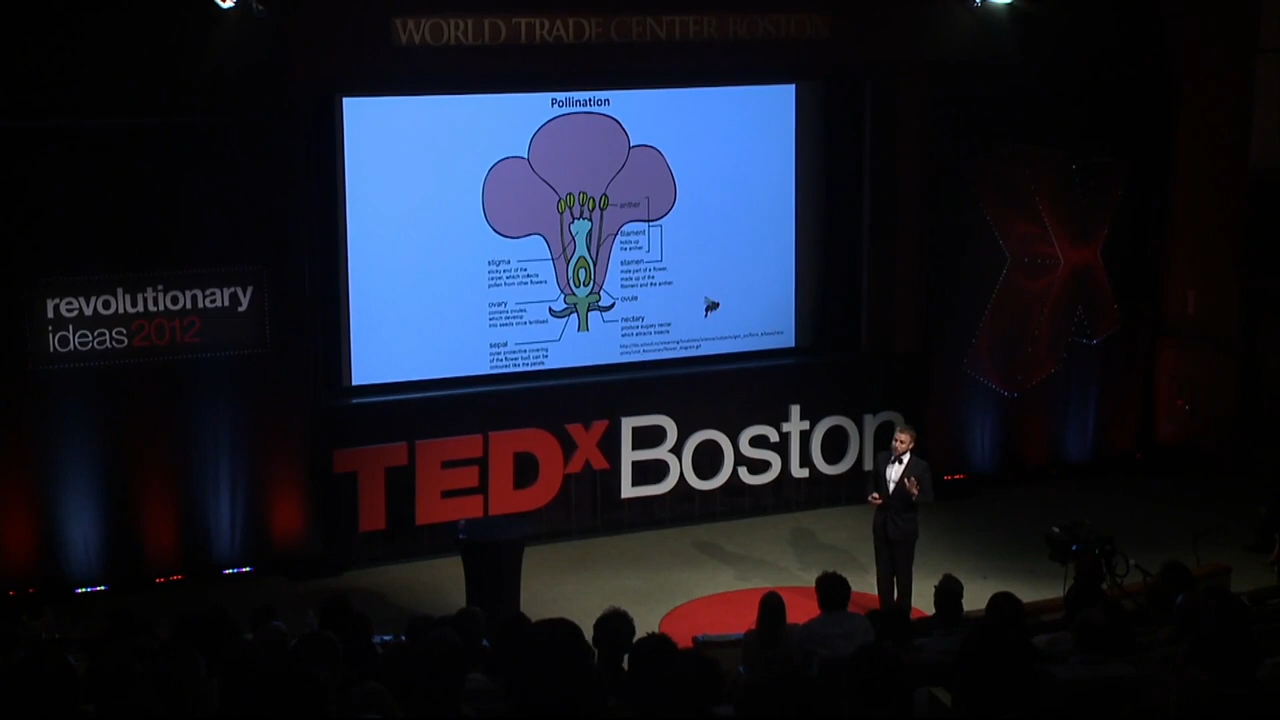 WORLD TRADE CENTER BOSTON
Pollination
anther
filament
holds up
the anther
stigma
sticky end of the
carpel, which collects
pollen from other flowers
stamen
male part of a flower,
made up of the
filament and the anther
ovary
contains ovules,
which develop
into seeds once fertilised
ovule
nectary
produce sugary nectar
which attracts insects
sepal
outer protective covering
of the flower bud, can be
coloured like the petals
revolutionary
ideas 2012
TEDx Boston